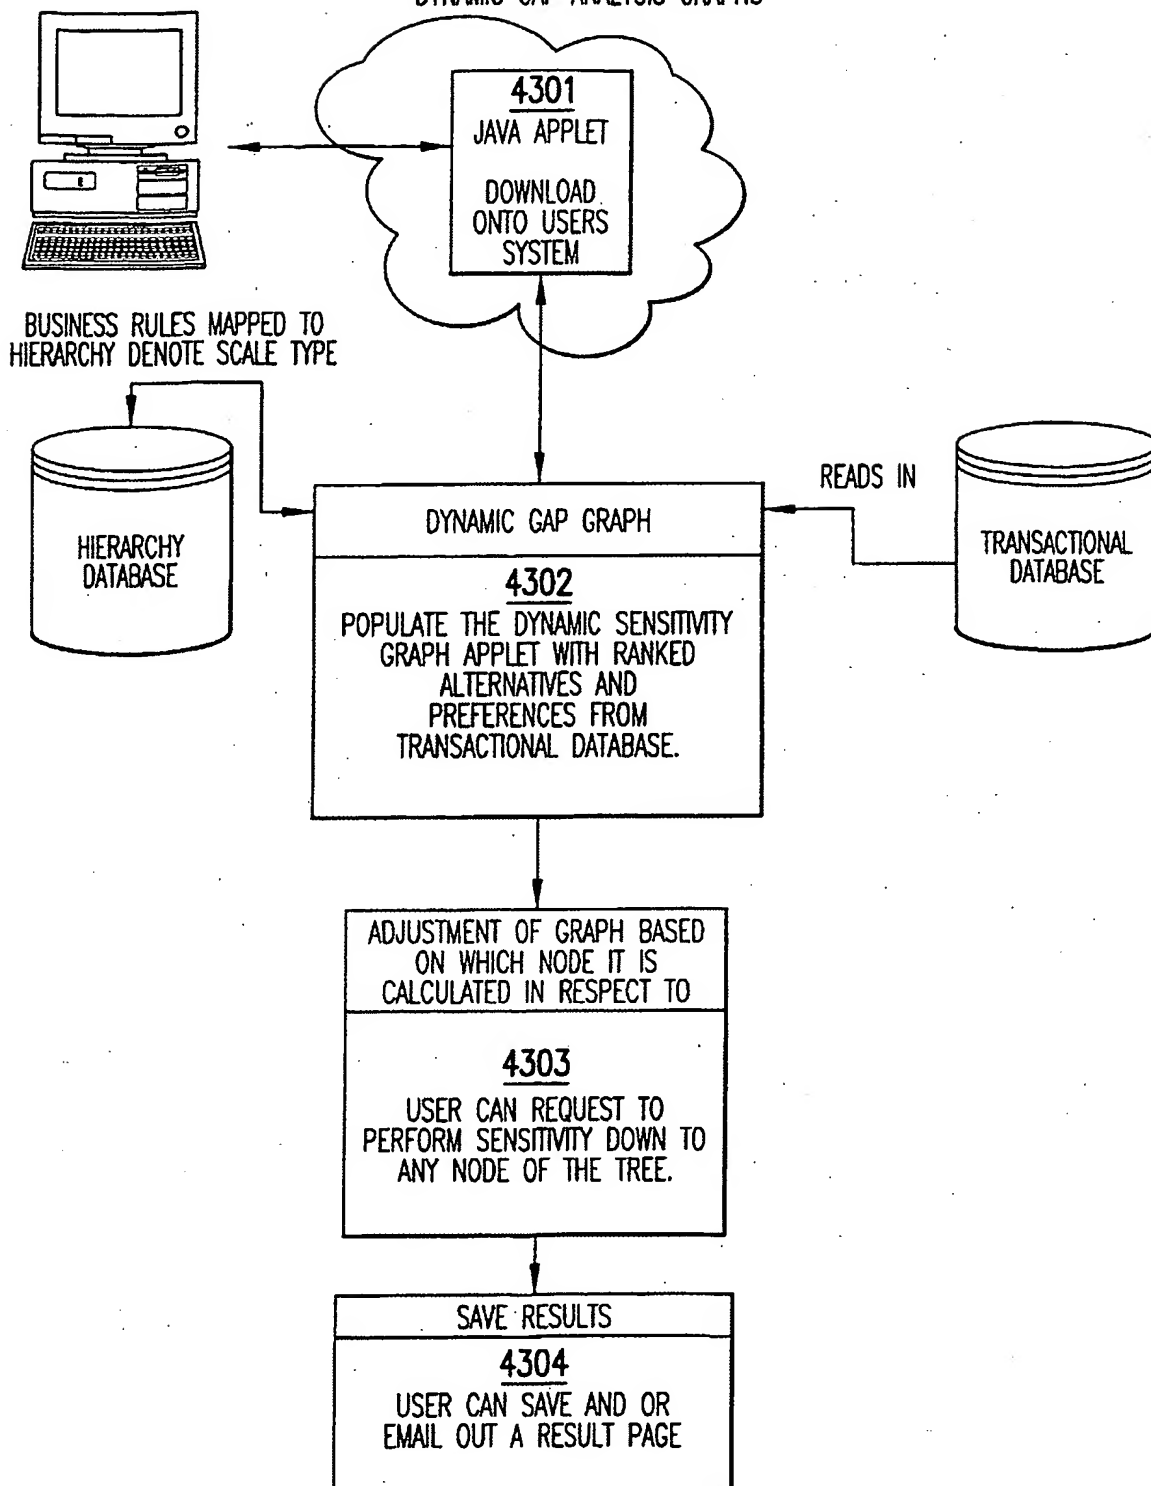 DYNAMIC GAP ANALYSIS GRAPHS
4301
JAVA APPLET
DOWNLOAD
ONTO USERS
SYSTEM
BUSINESS RULES MAPPED TO
HIERARCHY DENOTE SCALE TYPE
HIERARCHY
DATABASE
READS IN
TRANSACTIONAL
DATABASE
DYNAMIC GAP GRAPH
4302
POPULATE THE DYNAMIC SENSITIVITY
GRAPH APPLET WITH RANKED
ALTERNATIVES AND
PREFERENCES FROM
TRANSACTIONAL DATABASE.
ADJUSTMENT OF GRAPH BASED
ON WHICH NODE IT IS
CALCULATED IN RESPECT TO
4303
USER CAN REQUEST TO
PERFORM SENSITIVITY DOWN TO
ANY NODE OF THE TREE.
SAVE RESULTS
4304
USER CAN SAVE AND OR
EMAIL OUT A RESULT PAGE